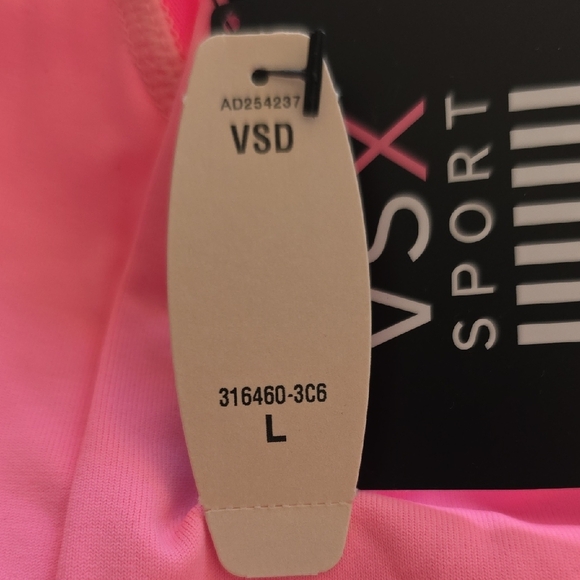 AD254237
VSD
316460-3C6
L
VSX
SPORT